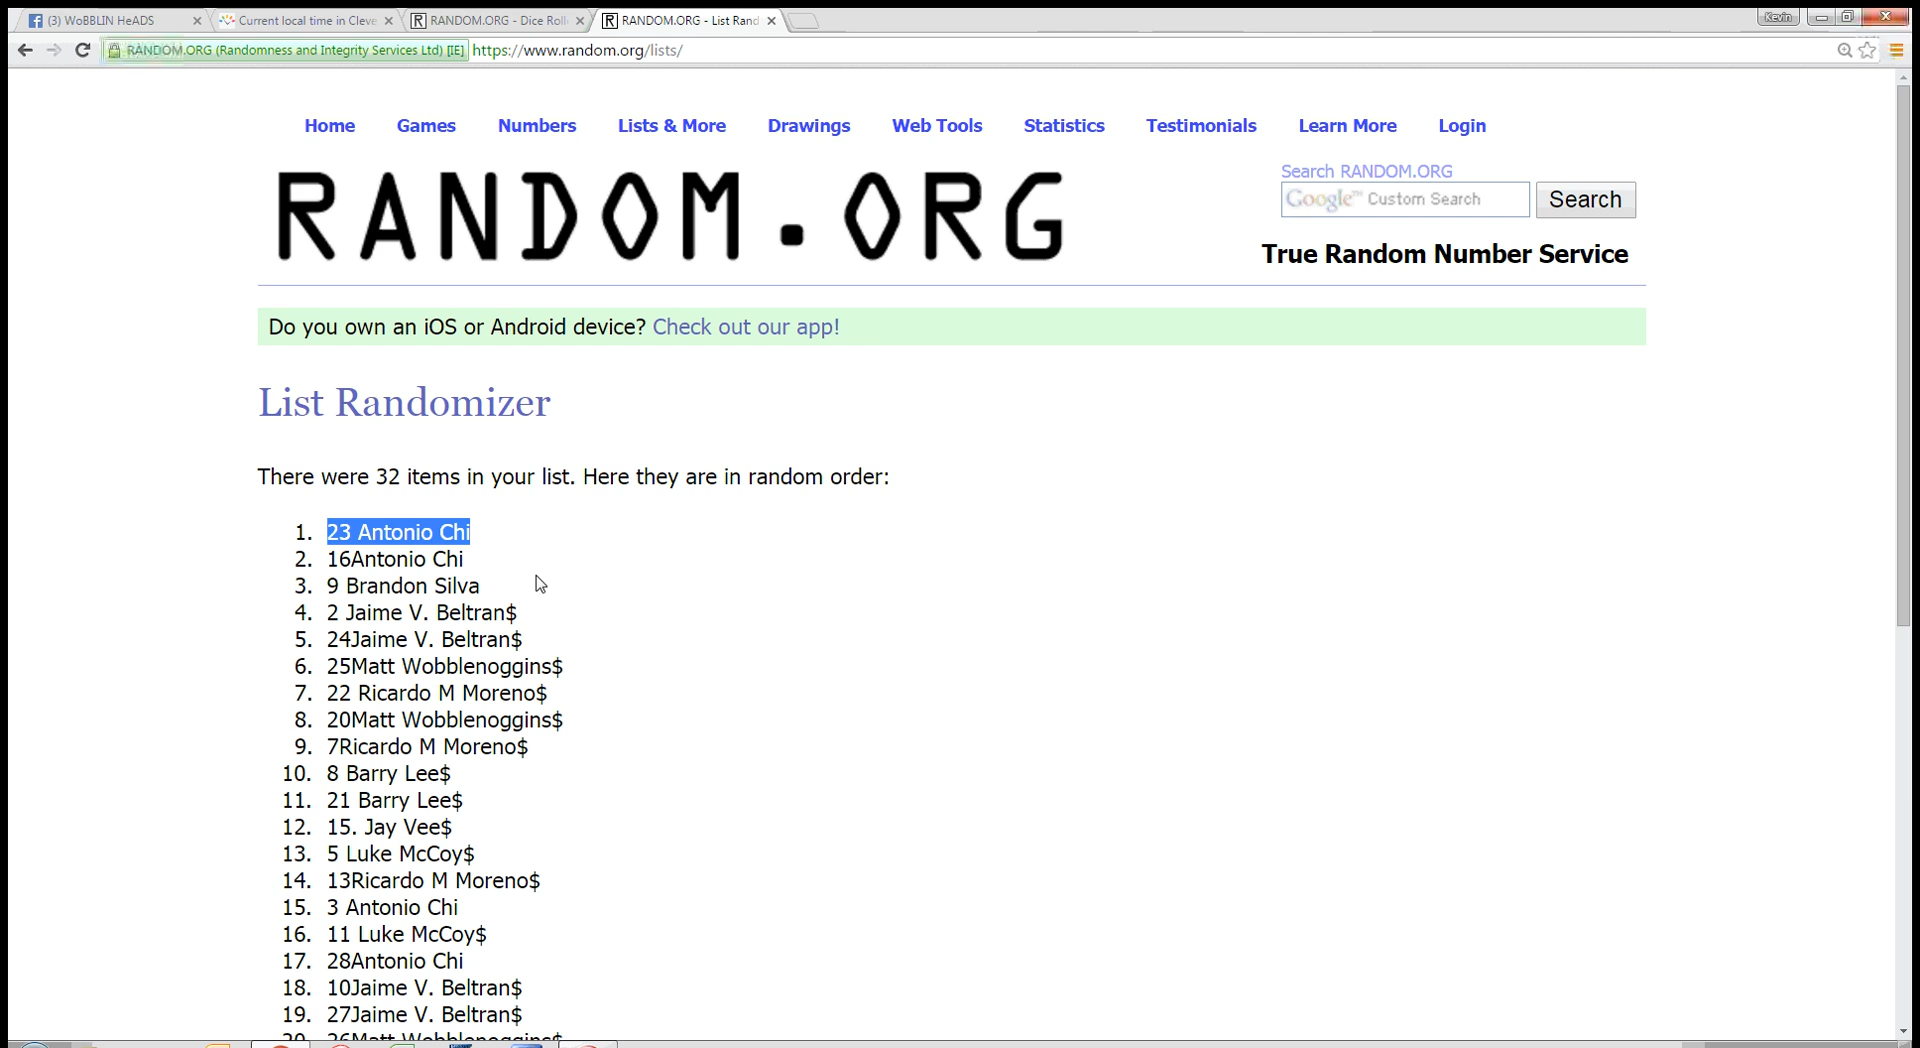 (3) WoBBLIN HeADS
Current local time in Cleve
RANDOM.ORG - Dice Roll
RANDOM.ORG - List Rand
Kevin
RANDOM.ORG (Randomness and Integrity Services Ltd) [IE]
https://www.random.org/lists/
Home Games Numbers Lists & More Drawings Web Tools Statistics Testimonials Learn More Login
RANDOM.ORG
Search RANDOM.ORG
Google™ Custom Search
Search
True Random Number Service
Do you own an iOS or Android device? Check out our app!
List Randomizer
There were 32 items in your list. Here they are in random order:
1. 23 Antonio Chi
2. 16Antonio Chi
3. 9 Brandon Silva
4. 2 Jaime V. Beltran$
5. 24Jaime V. Beltran$
6. 25Matt Wobblenoggins$
7. 22 Ricardo M Moreno$
8. 20Matt Wobblenoggins$
9. 7Ricardo M Moreno$
10. 8 Barry Lee$
11. 21 Barry Lee$
12. 15. Jay Vee$
13. 5 Luke McCoy$
14. 13Ricardo M Moreno$
15. 3 Antonio Chi
16. 11 Luke McCoy$
17. 28Antonio Chi
18. 10Jaime V. Beltran$
19. 27Jaime V. Beltran$
20. 26Matt Wobblenoggins$